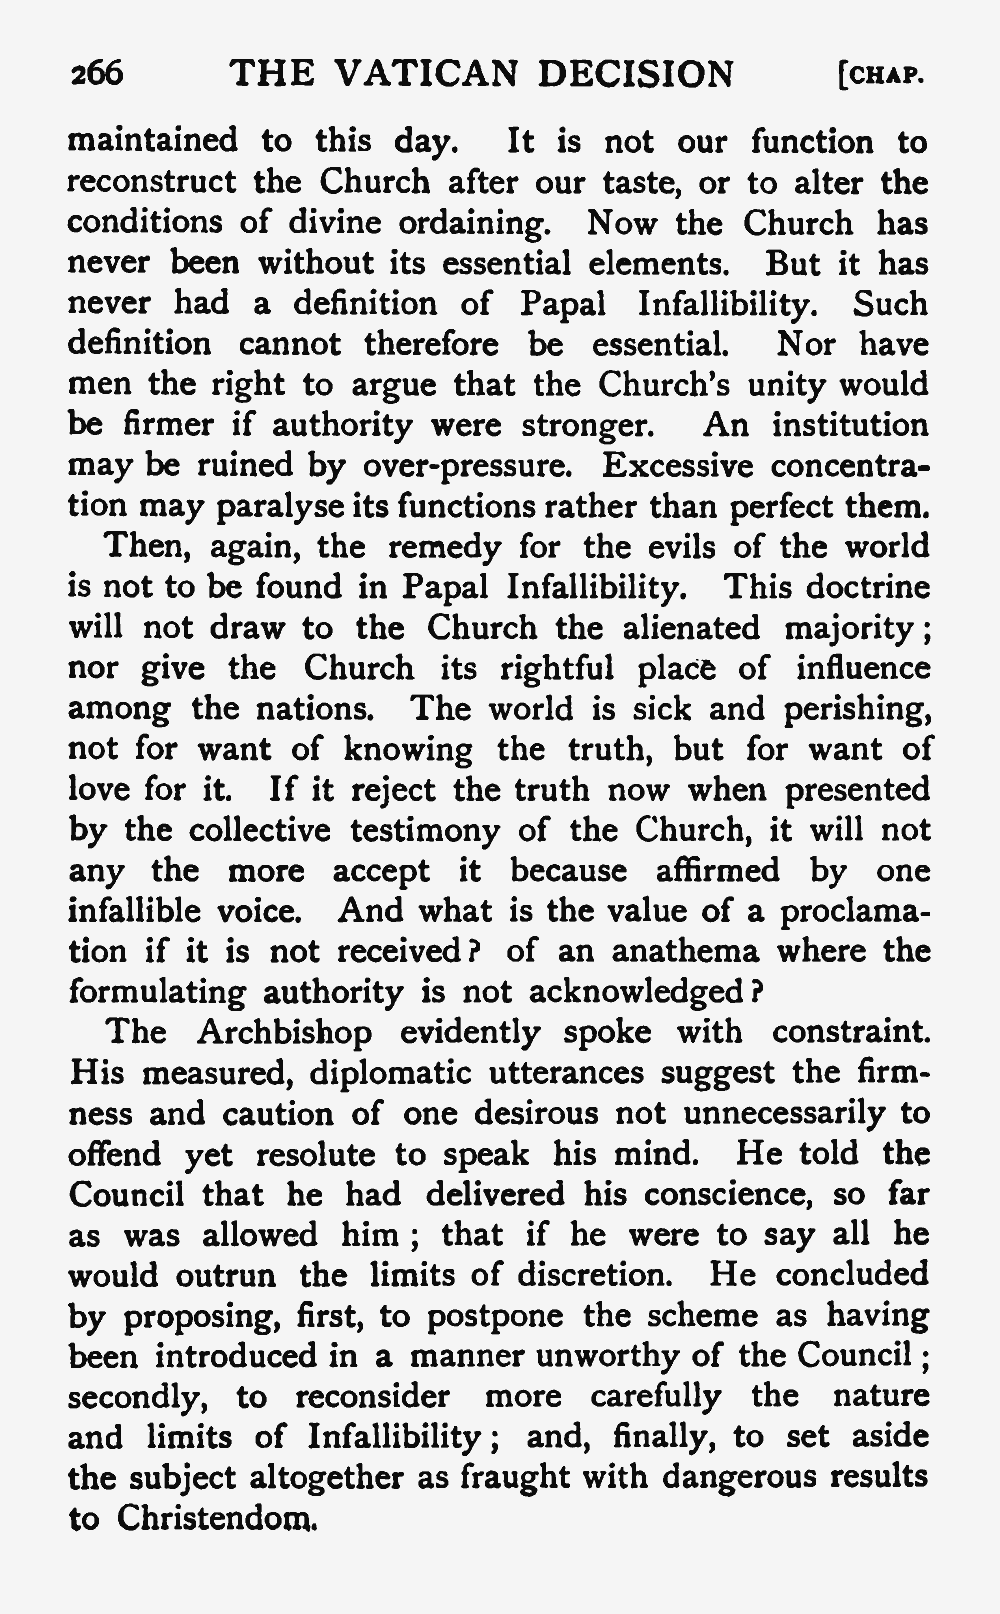 266 THE VATICAN DECISION [CHAP.
maintained to this day. It is not our function to
reconstruct the Church after our taste, or to alter the
conditions of divine ordaining. Now the Church has
never been without its essential elements. But it has
never had a definition of Papal Infallibility. Such
definition cannot therefore be essential. Nor have
men the right to argue that the Church's unity would
be firmer if authority were stronger. An institution
may be ruined by over-pressure. Excessive concentra-
tion may paralyse its functions rather than perfect them.
Then, again, the remedy for the evils of the world
is not to be found in Papal Infallibility. This doctrine
will not draw to the Church the alienated majority ;
nor give the Church its rightful place of influence
among the nations. The world is sick and perishing,
not for want of knowing the truth, but for want of
love for it. If it reject the truth now when presented
by the collective testimony of the Church, it will not
any the more accept it because affirmed by one
infallible voice. And what is the value of a proclama-
tion if it is not received ? of an anathema where the
formulating authority is not acknowledged ?
The Archbishop evidently spoke with constraint.
His measured, diplomatic utterances suggest the firm-
ness and caution of one desirous not unnecessarily to
offend yet resolute to speak his mind. He told the
Council that he had delivered his conscience, so far
as was allowed him ; that if he were to say all he
would outrun the limits of discretion. He concluded
by proposing, first, to postpone the scheme as having
been introduced in a manner unworthy of the Council ;
secondly, to reconsider more carefully the nature
and limits of Infallibility ; and, finally, to set aside
the subject altogether as fraught with dangerous results
to Christendom.